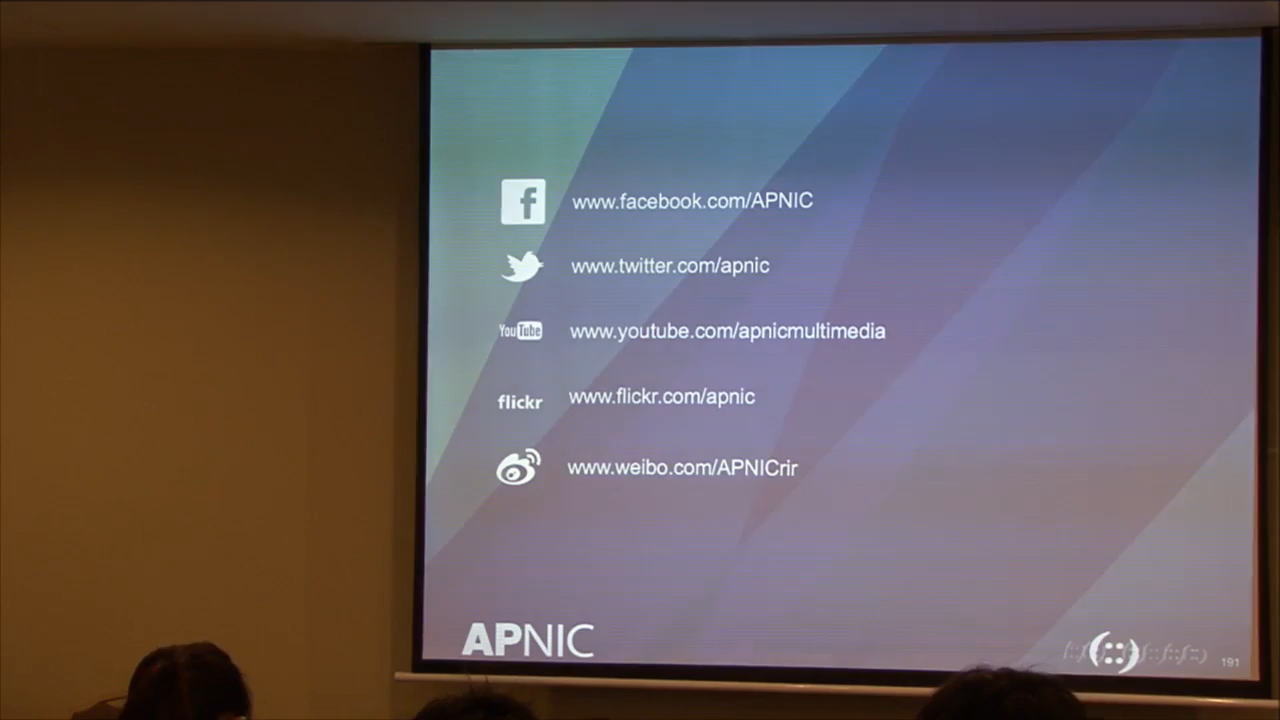 f www.facebook.com/APNIC
www.twitter.com/apnic
YouTube www.youtube.com/apnicmultimedia
flickr www.flickr.com/apnic
www.weibo.com/APNICrir
APNIC
(::)
191